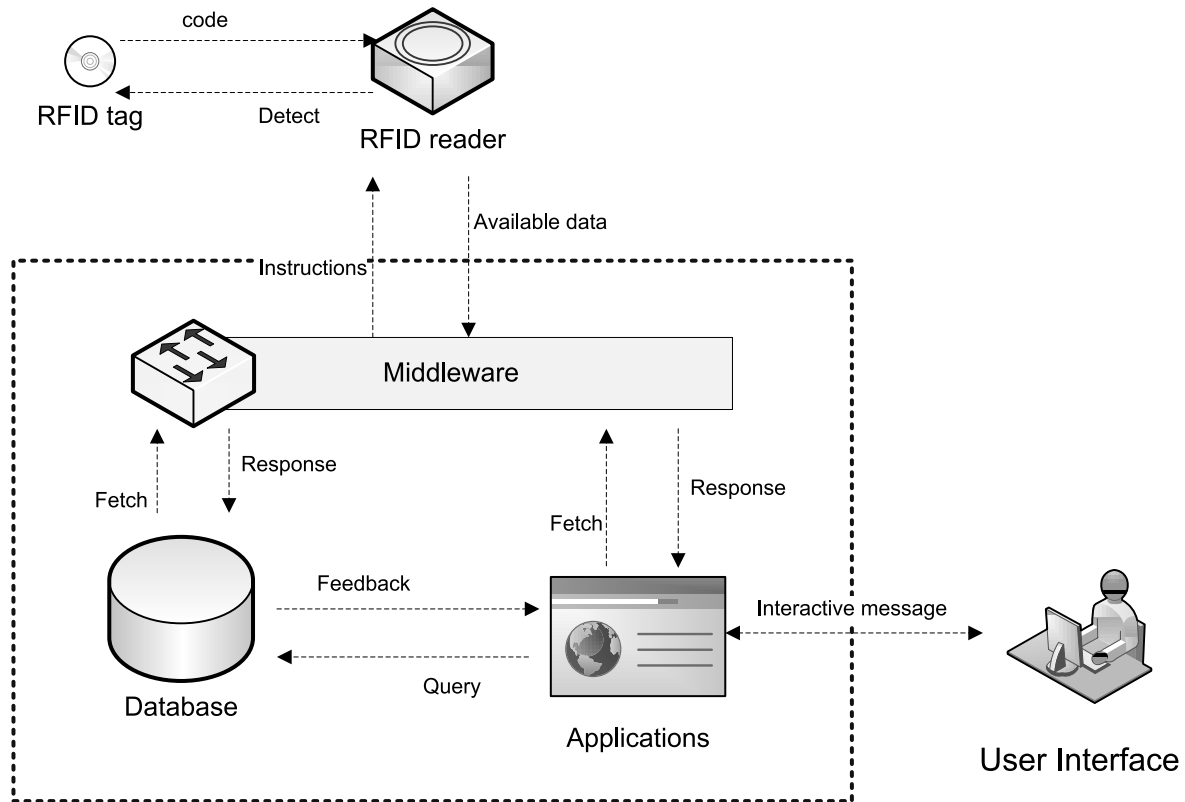 code
RFID tag
Detect
RFID reader
Available data
Instructions
Middleware
Response
Fetch
Response
Fetch
Feedback
Interactive message
Query
Database
Applications
User Interface